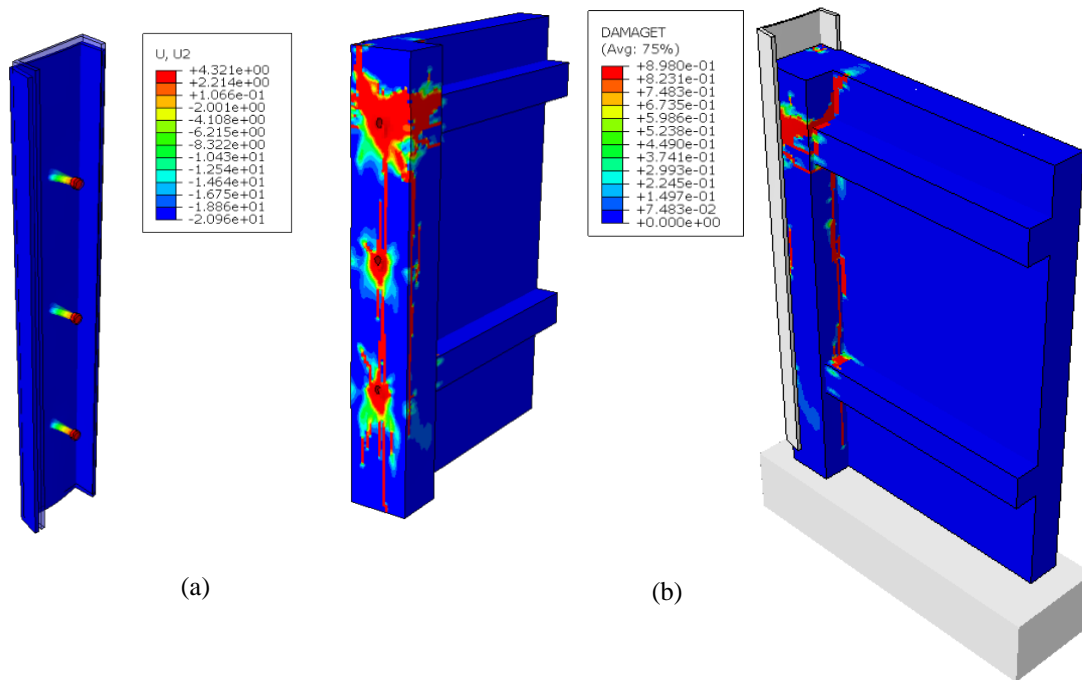 U, U2
+4.321e+00
+2.214e+00
+1.066e-01
-2.001e+00
-4.108e+00
-6.215e+00
-8.322e+00
-1.043e+01
-1.254e+01
-1.464e+01
-1.675e+01
-1.886e+01
-2.096e+01
DAMAGET
(Avg: 75%)
+8.980e-01
+8.231e-01
+7.483e-01
+6.735e-01
+5.986e-01
+5.238e-01
+4.490e-01
+3.741e-01
+2.993e-01
+2.245e-01
+1.497e-01
+7.483e-02
+0.000e+00
(a)
(b)